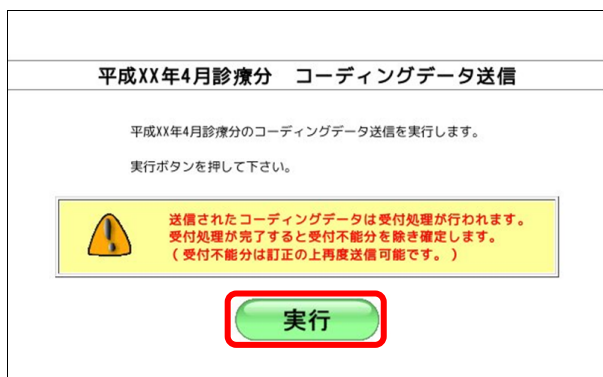 平成XX年4月診療分　コーディングデータ送信
平成XX年4月診療分のコーディングデータ送信を実行します。
実行ボタンを押して下さい。
送信されたコーディングデータは受付処理が行われます。
受付処理が完了すると受付不能分を除き確定します。
(受付不能分は訂正の上再度送信可能です。)
実行